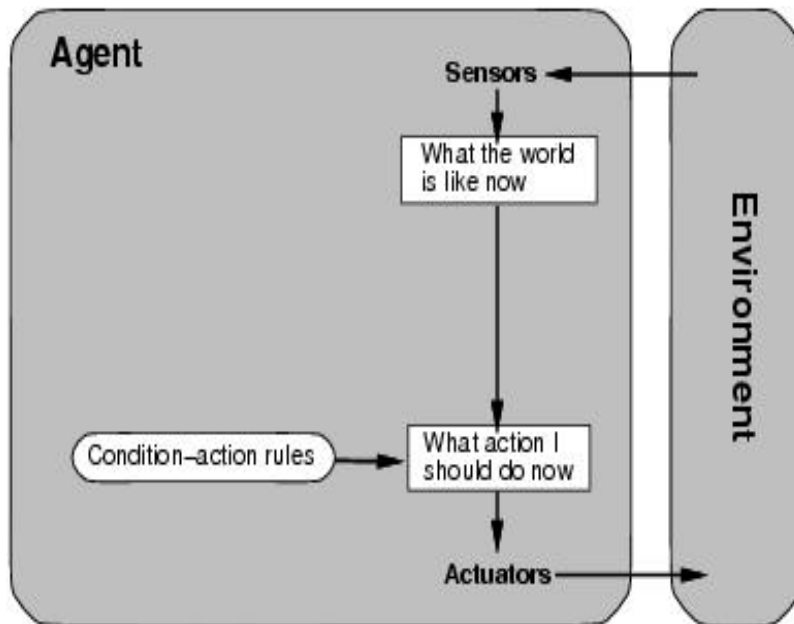 Agent
Sensors
What the world
is like now
Environment
Condition–action rules
What action I
should do now
Actuators